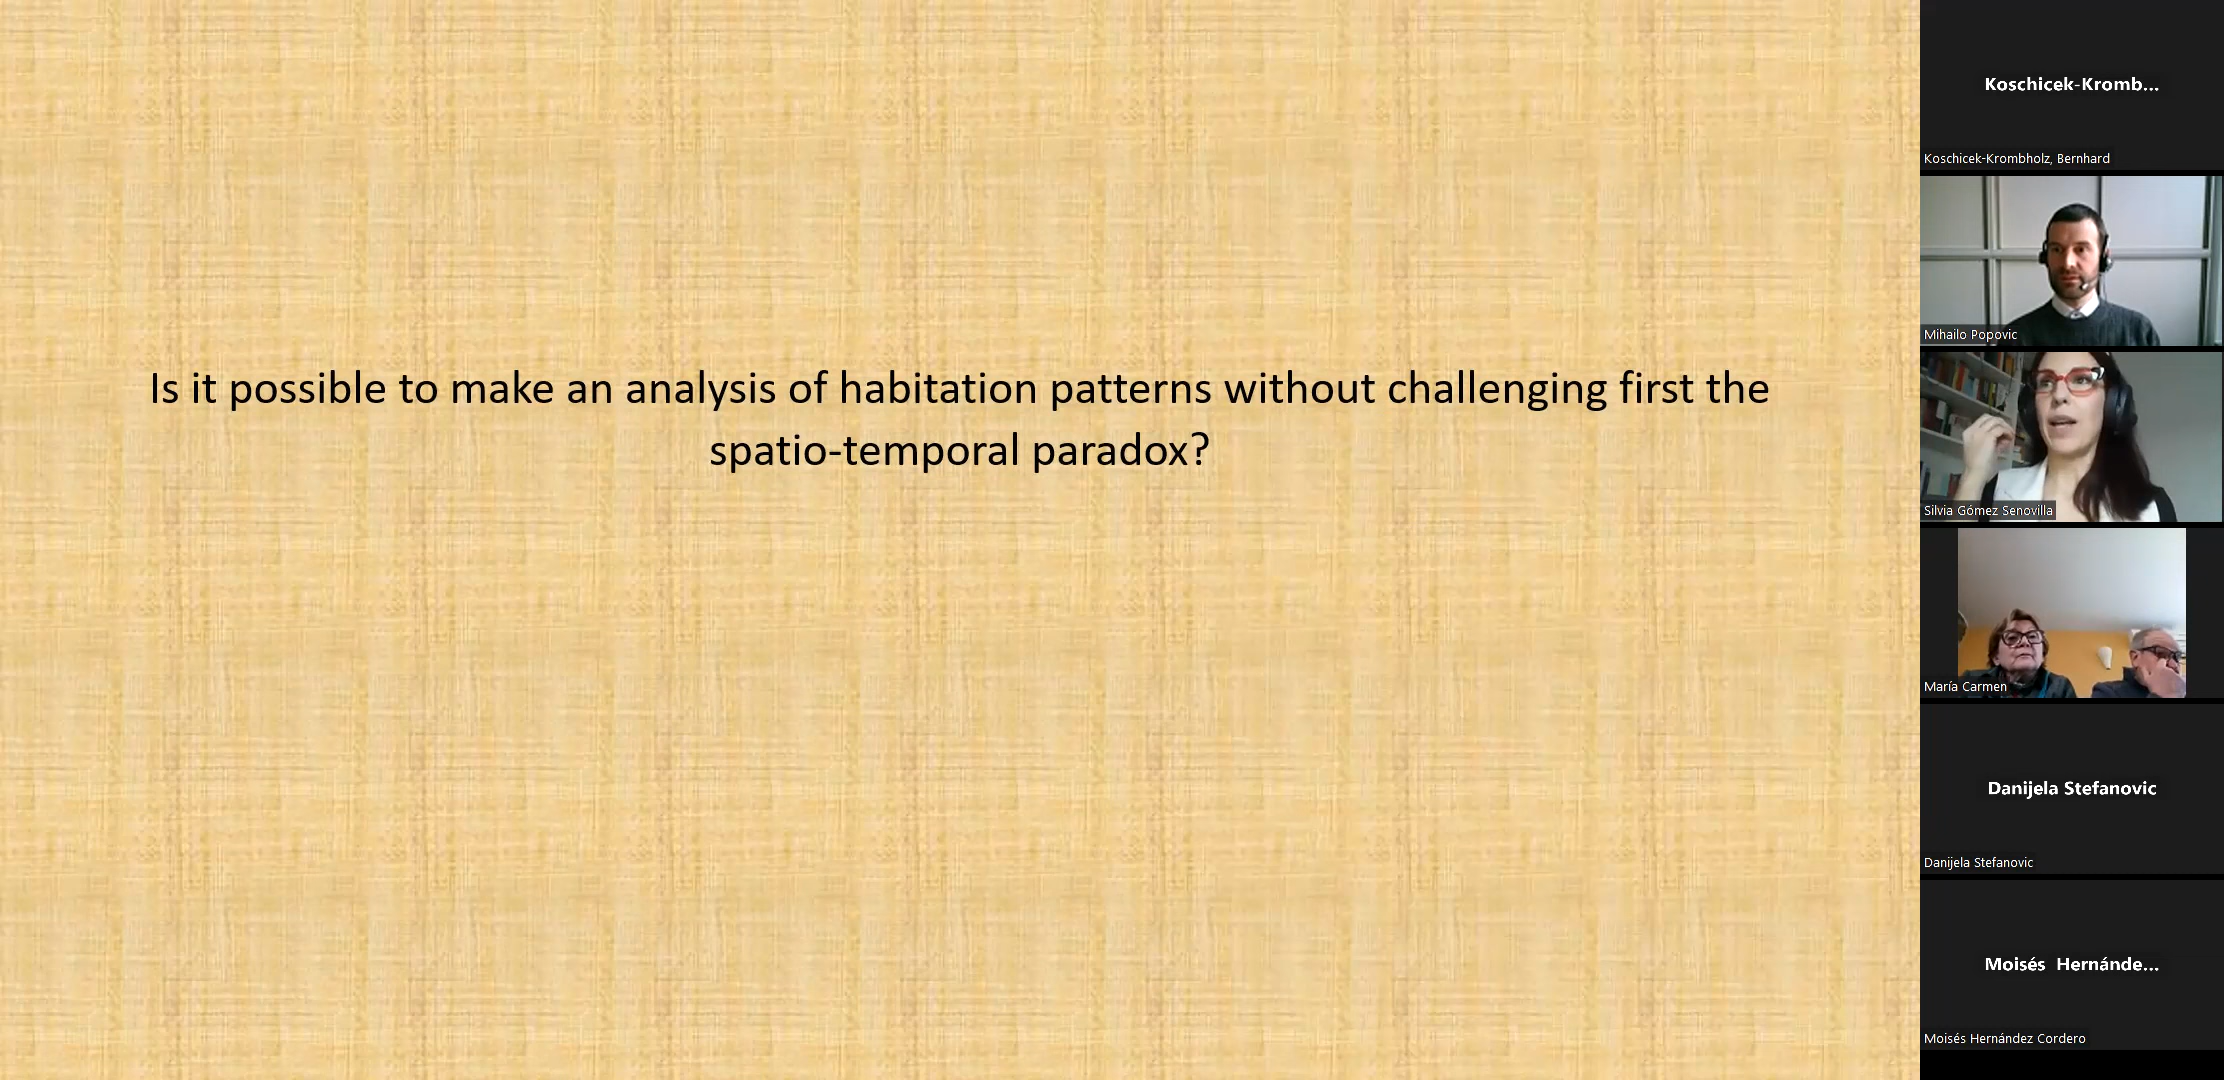 Is it possible to make an analysis of habitation patterns without challenging first the
spatio-temporal paradox?
Koschicek-Kromb...
Koschicek-Krombholz, Bernhard
Mihailo Popovic
Silvia Gómez Senovilla
María Carmen
Danijela Stefanovic
Danijela Stefanovic
Moisés Hernánde...
Moisés Hernández Cordero